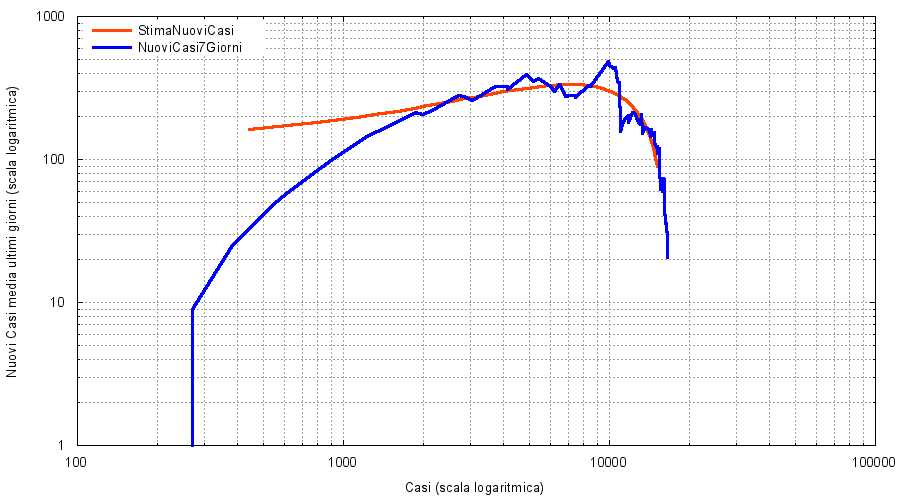 1000
StimaNuoviCasi
NuoviCasi7Giorni
100
10
1
100
1000
10000
100000
Nuovi Casi media ultimi giorni (scala logaritmica)
Casi (scala logaritmica)